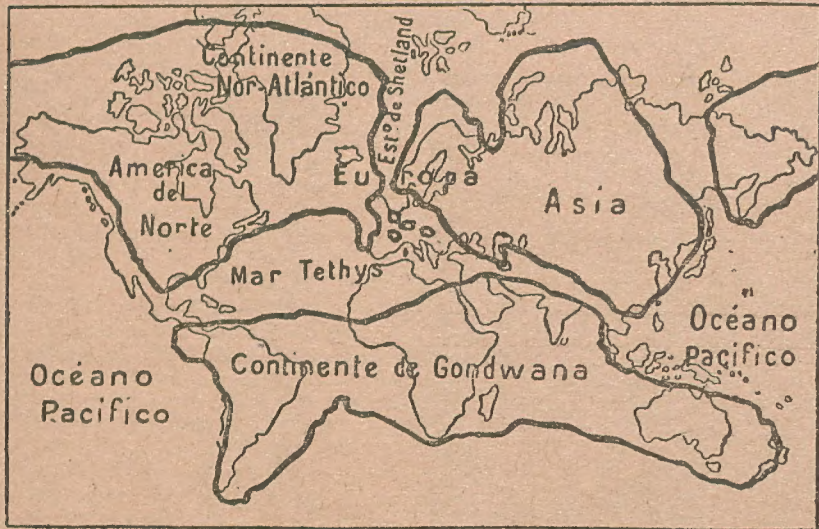 Continente
Nor-Atlántico
Estº. de Shetland
America
del
Norte
Europa
Asia
Mar Tethys
Océano
Pacifico
Continente de Gondwana
Océano
Pacifico